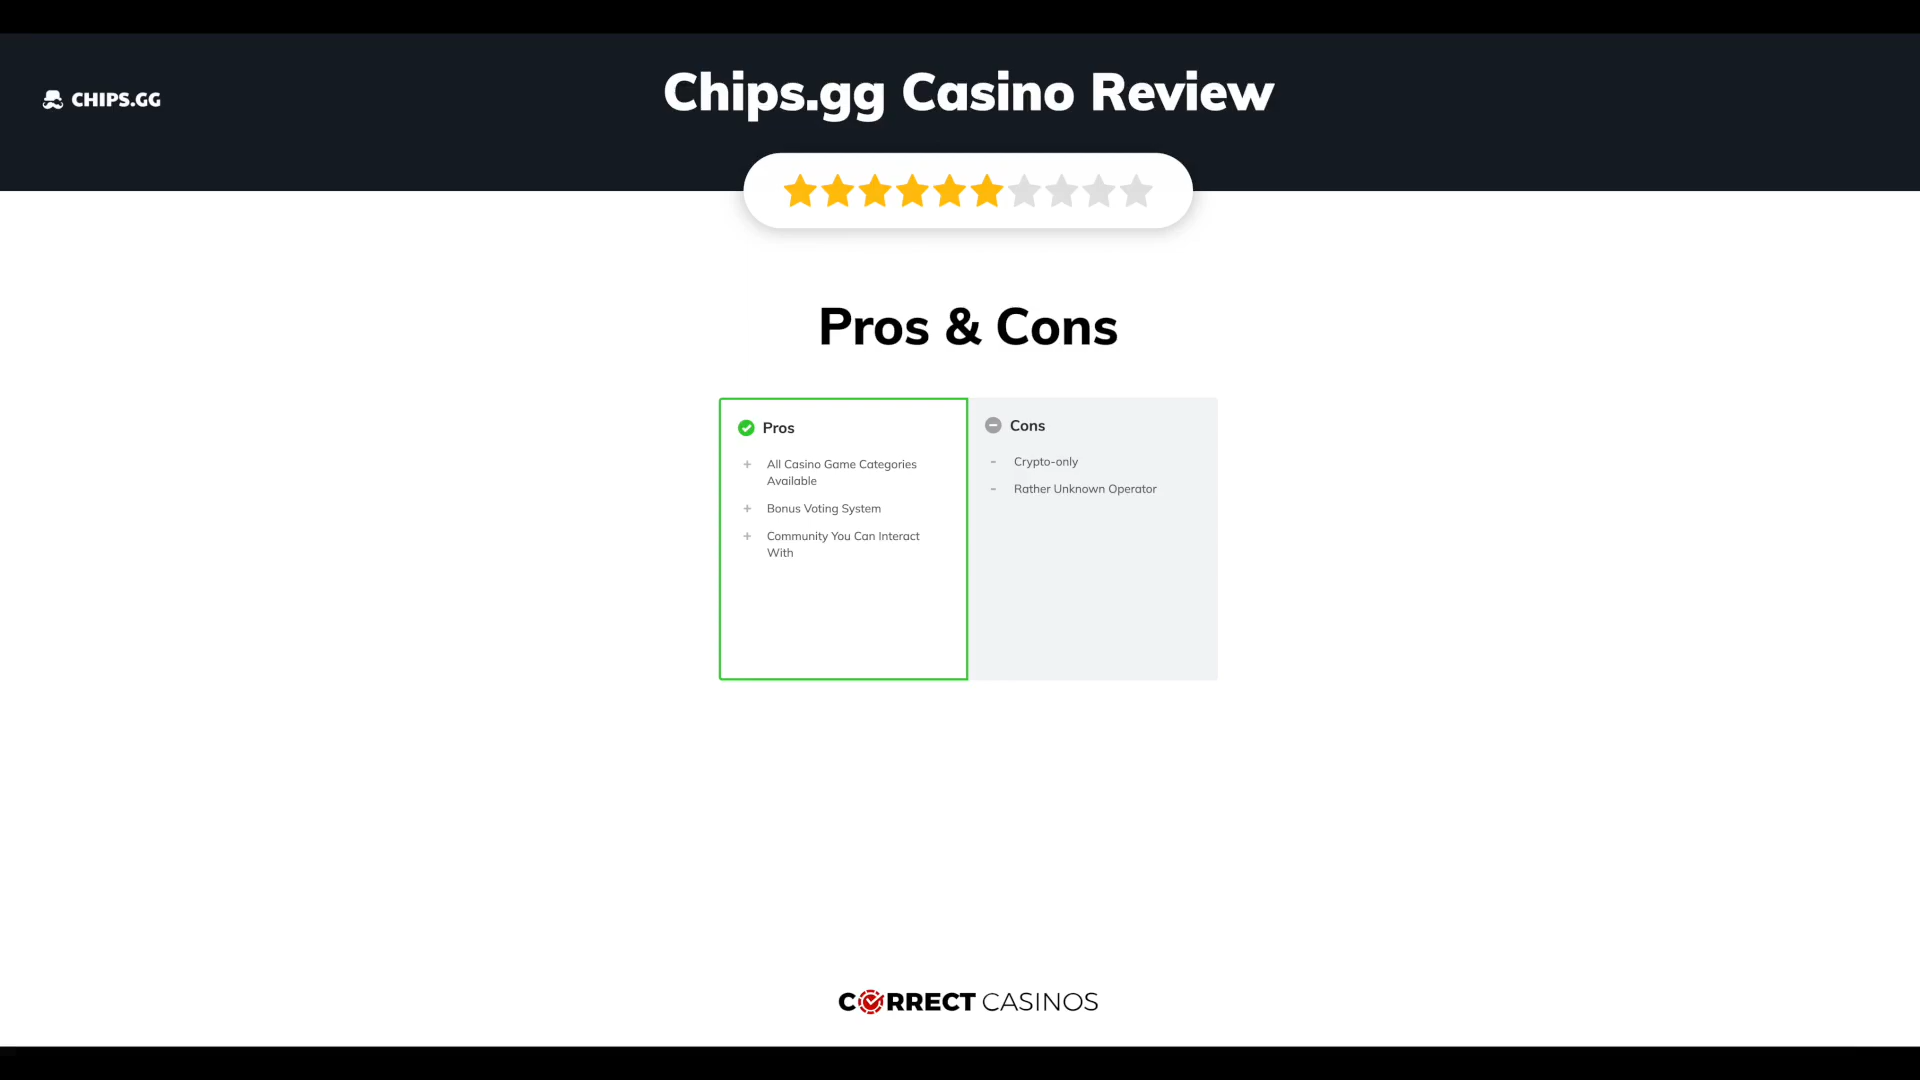 CHIPS.GG
Chips.gg Casino Review
Pros & Cons
Pros
+ All Casino Game Categories
Available
+ Bonus Voting System
+ Community You Can Interact
With
Cons
- Crypto-only
- Rather Unknown Operator
CORRECT CASINOS